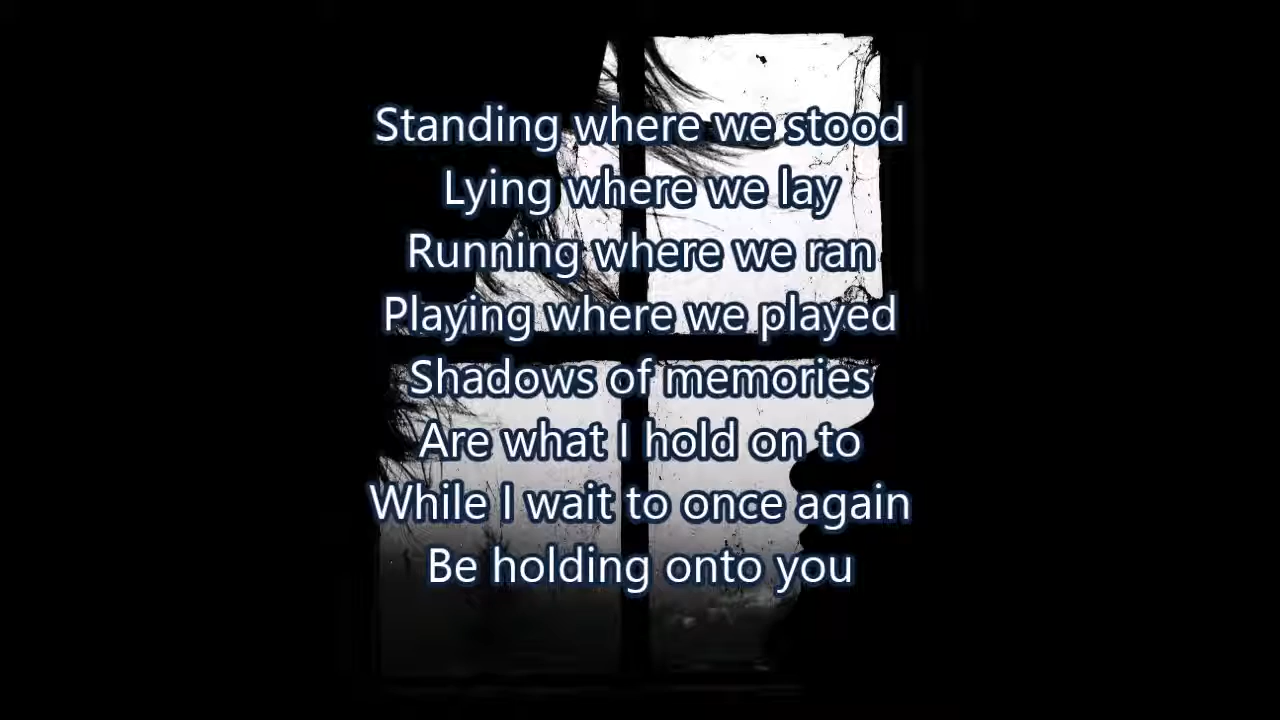 Standing where we stood
Lying where we lay
Running where we ran
Playing where we played
Shadows of memories
Are what I hold on to
While I wait to once again
Be holding onto you